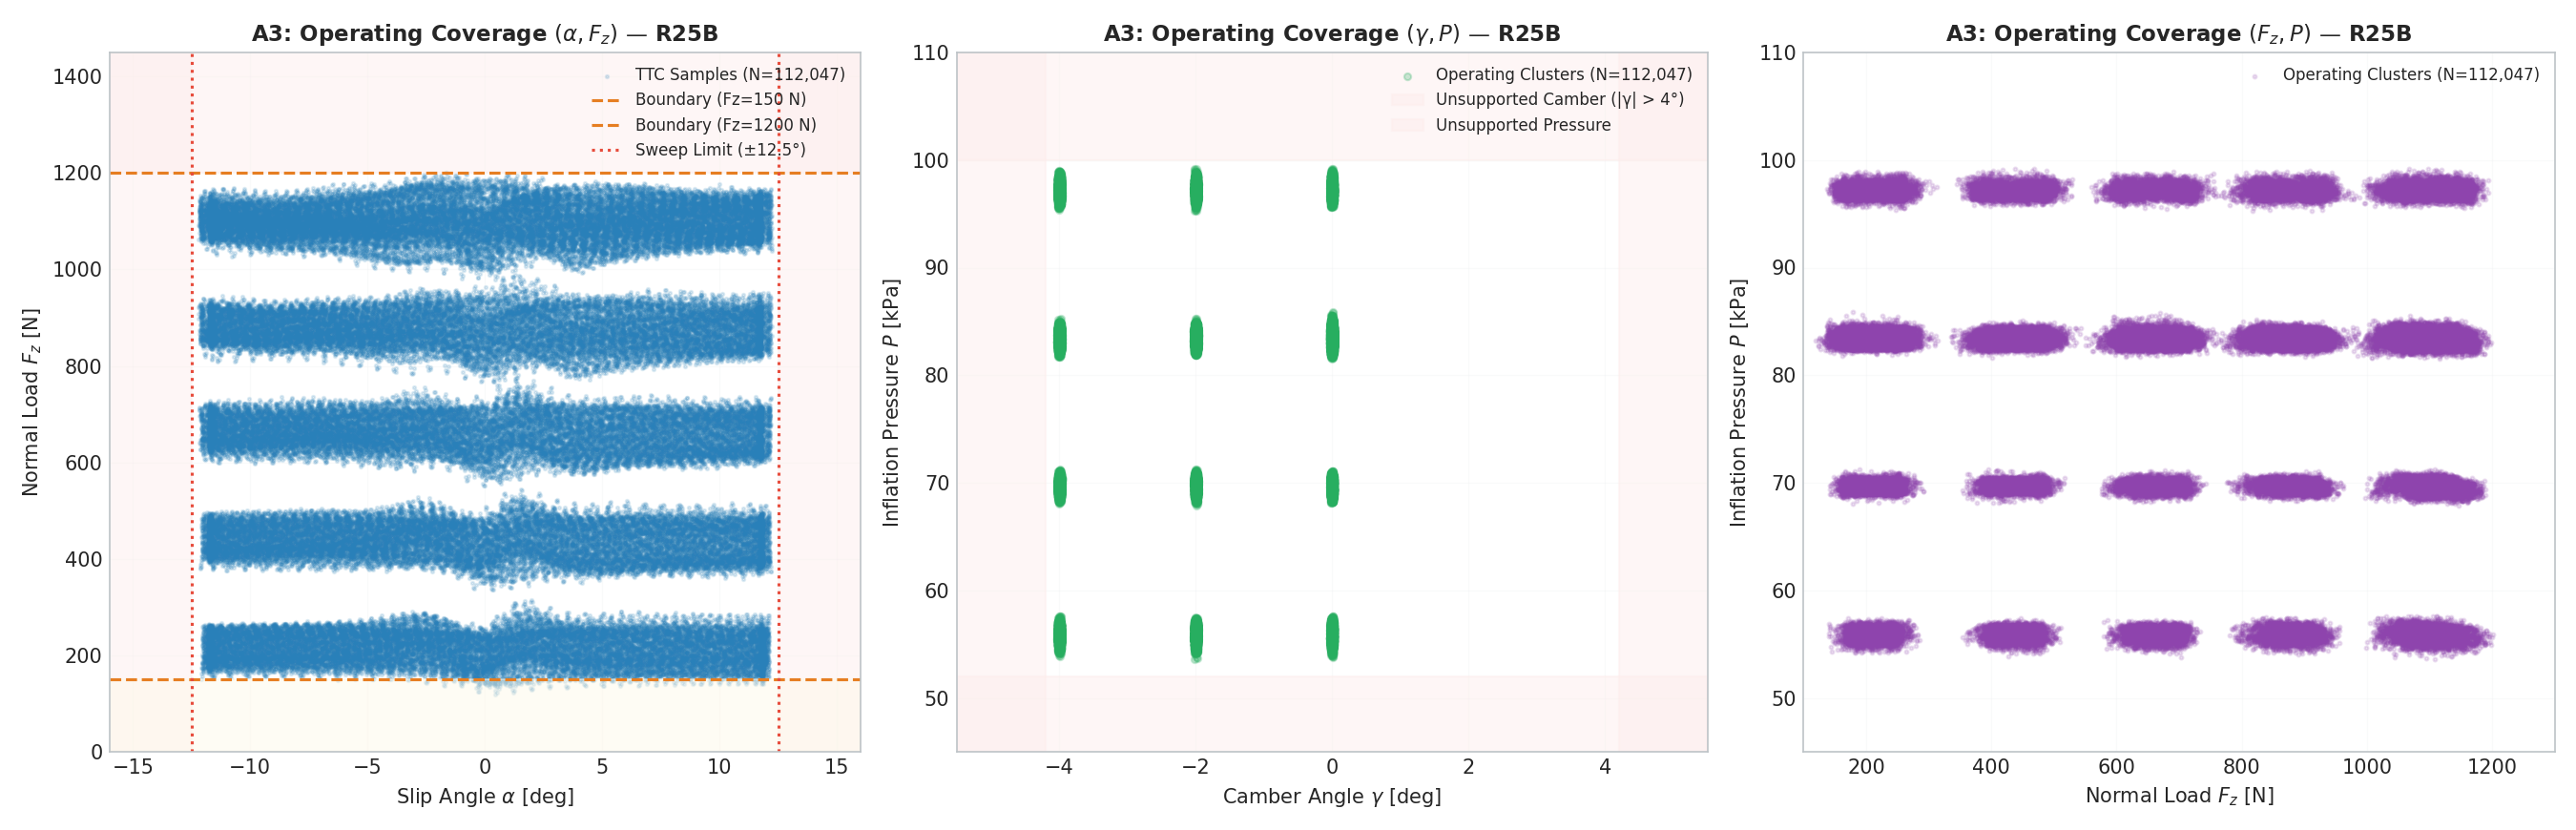 A3: Operating Coverage (α, F_z) — R25B
1400
1200
1000
800
600
400
200
0
Normal Load F_z [N]
−15
−10
−5
0
5
10
15
Slip Angle α [deg]
TTC Samples (N=112,047)
Boundary (Fz=150 N)
Boundary (Fz=1200 N)
Sweep Limit (±12.5°)
A3: Operating Coverage (γ, P) — R25B
110
100
90
80
70
60
50
Inflation Pressure P [kPa]
−4
−2
0
2
4
Camber Angle γ [deg]
Operating Clusters (N=112,047)
Unsupported Camber (|γ| > 4°)
Unsupported Pressure
A3: Operating Coverage (F_z, P) — R25B
110
100
90
80
70
60
50
Inflation Pressure P [kPa]
200
400
600
800
1000
1200
Normal Load F_z [N]
Operating Clusters (N=112,047)